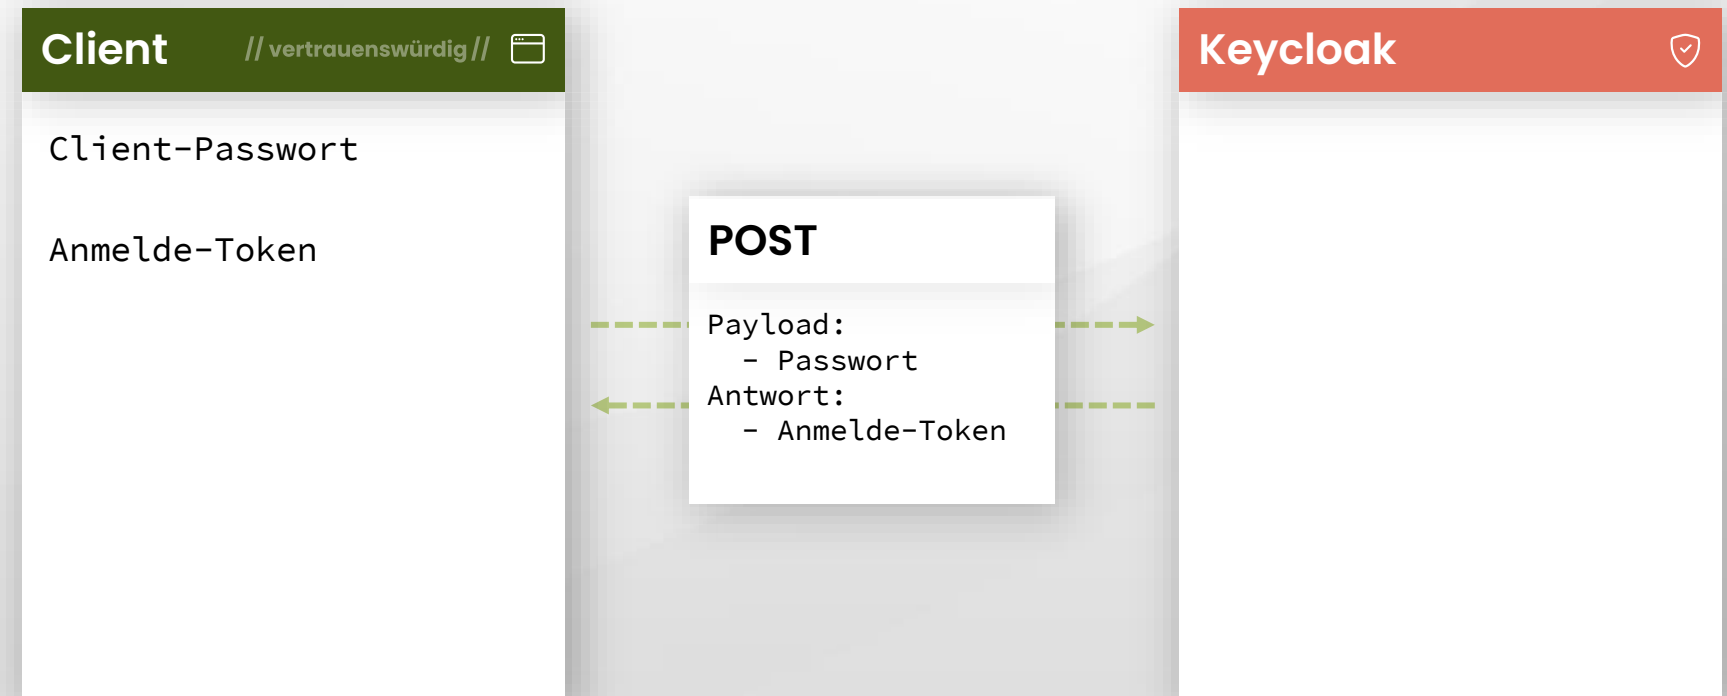 Client // vertrauenswürdig //
Client-Passwort
Anmelde-Token
POST
Payload:
- Passwort
Antwort:
- Anmelde-Token
Keycloak